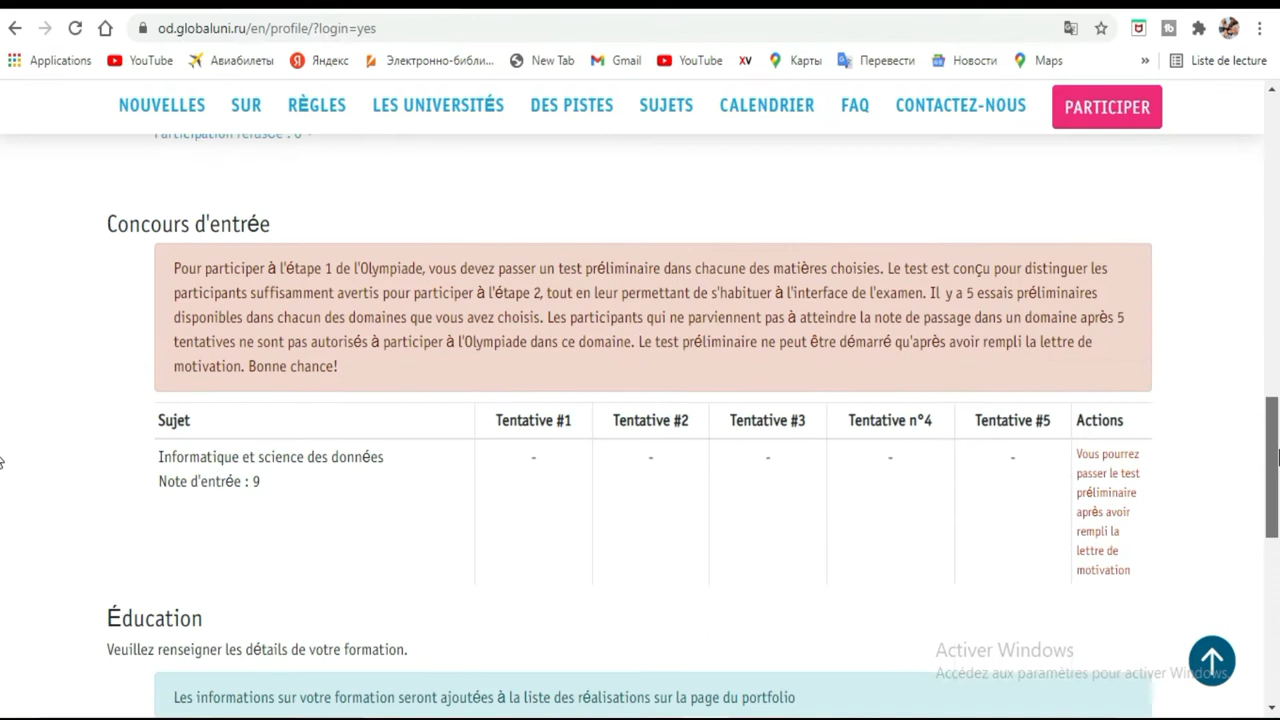 od.globaluni.ru/en/profile/?login=yes
Applications YouTube Авиабилеты Яндекс Электронно-библи... New Tab Gmail YouTube XV Карты Перевести Новости Maps » Liste de lecture
NOUVELLES SUR RÈGLES LES UNIVERSITÉS DES PISTES SUJETS CALENDRIER FAQ CONTACTEZ-NOUS PARTICIPER
Participation refusée : 0
Concours d'entrée
Pour participer à l'étape 1 de l'Olympiade, vous devez passer un test préliminaire dans chacune des matières choisies. Le test est conçu pour distinguer les
participants suffisamment avertis pour participer à l'étape 2, tout en leur permettant de s'habituer à l'interface de l'examen. Il y a 5 essais préliminaires
disponibles dans chacun des domaines que vous avez choisis. Les participants qui ne parviennent pas à atteindre la note de passage dans un domaine après 5
tentatives ne sont pas autorisés à participer à l'Olympiade dans ce domaine. Le test préliminaire ne peut être démarré qu'après avoir rempli la lettre de
motivation. Bonne chance!
Sujet Tentative #1 Tentative #2 Tentative #3 Tentative n°4 Tentative #5 Actions
Informatique et science des données - - - - -
Note d'entrée : 9
Vous pourrez
passer le test
préliminaire
après avoir
rempli la
lettre de
motivation
Éducation
Veuillez renseigner les détails de votre formation.
Les informations sur votre formation seront ajoutées à la liste des réalisations sur la page du portfolio
Activer Windows
Accédez aux paramètres pour activer Windows.